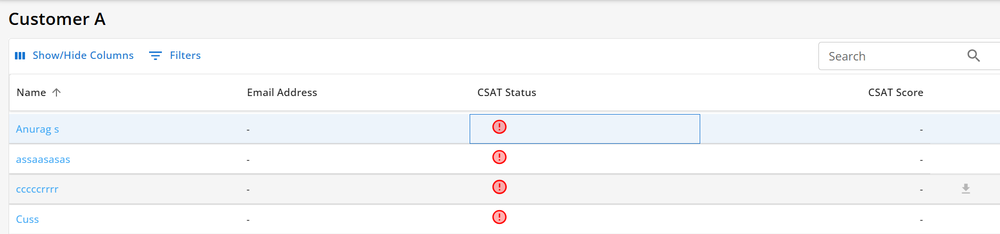 Customer A
Show/Hide Columns Filters Search
Name Email Address CSAT Status CSAT Score
Anurag s - ! -
assaasasas - ! -
cccccrrrr - ! -
Cuss - ! -